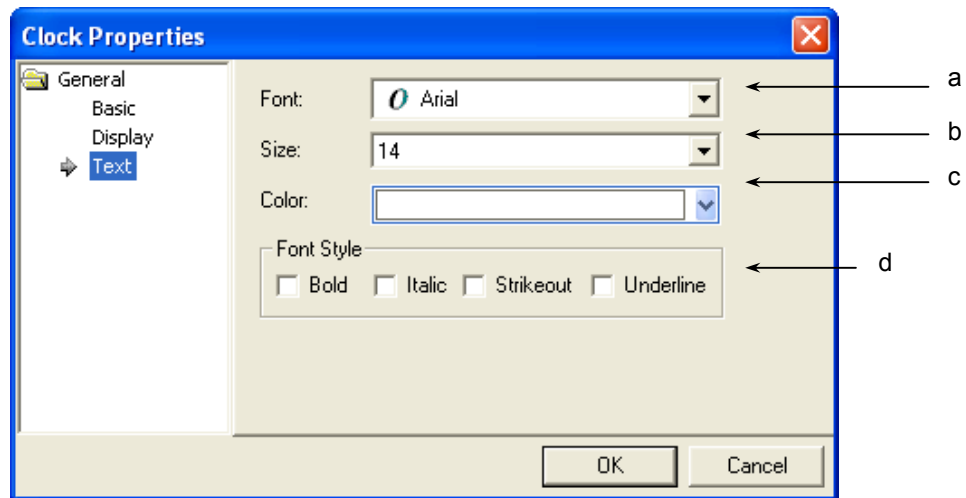 Clock Properties
General
Basic
Display
Text
Font: O Arial
Size: 14
Color:
Font Style
Bold Italic Strikeout Underline
OK Cancel
a
b
c
d